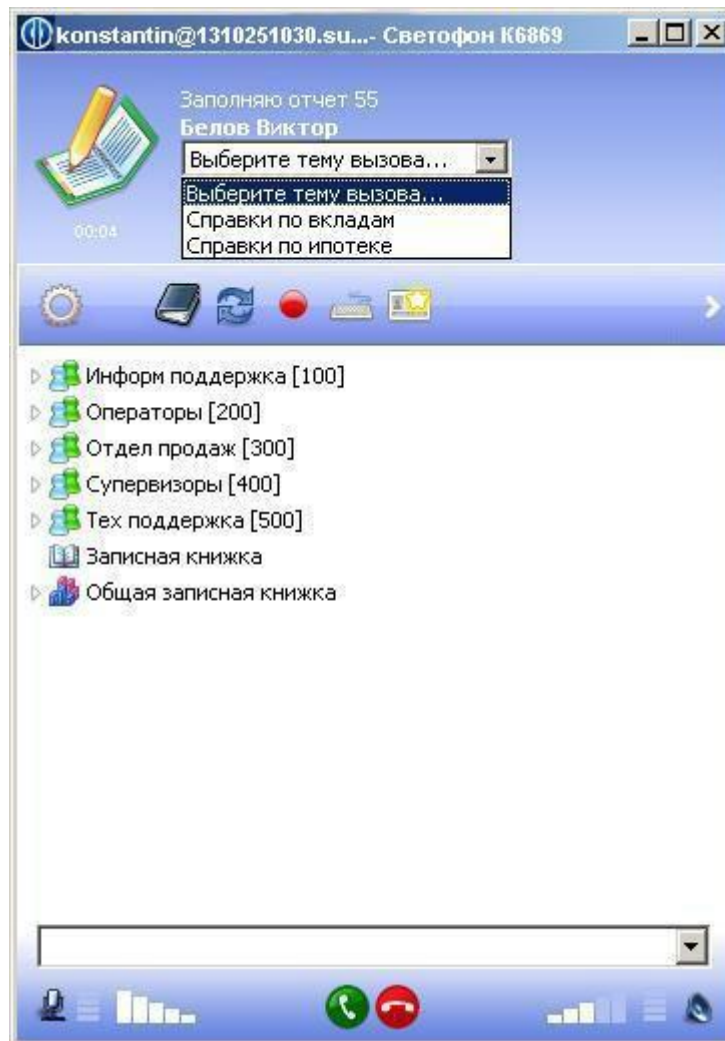 konstantin@1310251030.su...- Светофон К6869
Заполняю отчет 55
Белов Виктор
Выберите тему вызова...
Выберите тему вызова...
Справки по вкладам
Справки по ипотеке
00:04
Информ поддержка [100]
Операторы [200]
Отдел продаж [300]
Супервизоры [400]
Тех поддержка [500]
Записная книжка
Общая записная книжка